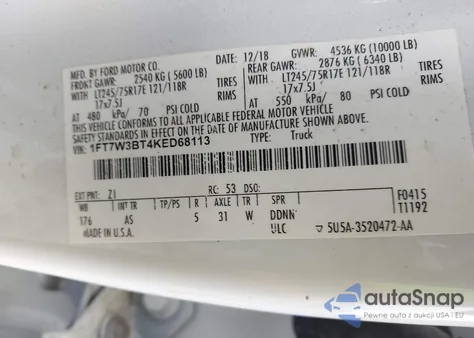 MFD. BY FORD MOTOR CO.
12/18 GVWR: 4536 KG (10000 LB)
FRONT GAWR: 2540 KG (5600 LB)
REAR GAWR: 2876 KG (6340 LB)
WITH LT245/75R17E 121/118R TIRES WITH LT245/75R17E 121/118R TIRES
17x7.5J RIMS 17x7.5J RIMS
AT 480 kPa/ 70 PSI COLD AT 550 kPa/ 80 PSI COLD
THIS VEHICLE CONFORMS TO ALL APPLICABLE FEDERAL MOTOR VEHICLE
SAFETY STANDARDS IN EFFECT ON THE DATE OF MANUFACTURE SHOWN ABOVE.
VIN: 1FT7W3BT4KED68113 TYPE: Truck
EXT PNT: Z1 RC: 53 DSO: F0415
WB INT TR TP/PS R AXLE TR SPR T1192
176 AS 5 31 W DDNN
MADE IN U.S.A. ULC 5U5A-3520472-AA
autoSnap
Pewne auta z aukcji USA i EU